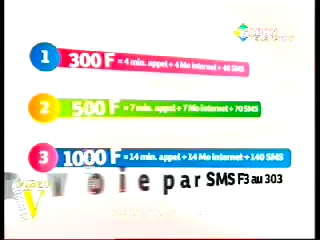 1 300 F = 4 min. appel + 4 Mo internet + 40 SMS
2 500 F = 7 min. appel + 7 Mo internet + 70 SMS
3 1000 F = 14 min. appel + 14 Mo internet + 140 SMS
par SMS F3 au 303